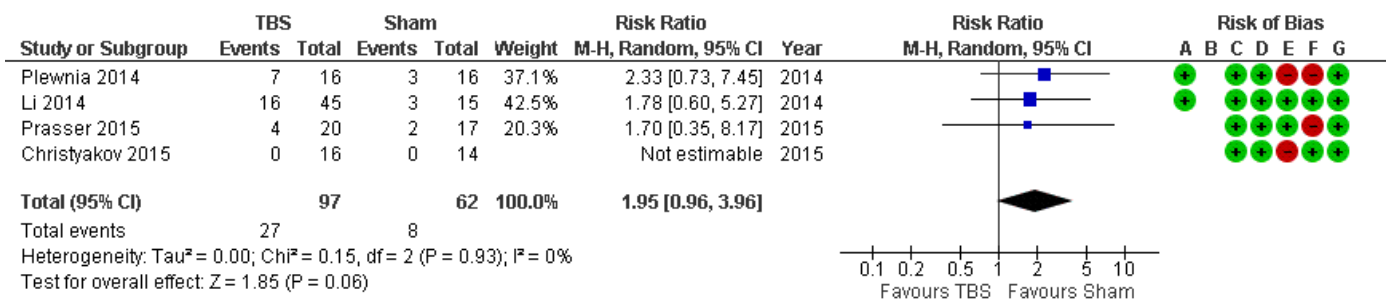 TBS Sham Risk Ratio Risk Ratio Risk of Bias
Study or Subgroup Events Total Events Total Weight M-H, Random, 95% CI Year M-H, Random, 95% CI A B C D E F G
Plewnia 2014 7 16 3 16 37.1% 2.33 [0.73, 7.45] 2014 + + + - - +
Li 2014 16 45 3 15 42.5% 1.78 [0.60, 5.27] 2014 + + + + + +
Prasser 2015 4 20 2 17 20.3% 1.70 [0.35, 8.17] 2015 + + + - +
Christyakov 2015 0 16 0 14 Not estimable 2015 + + - + +
Total (95% CI) 97 62 100.0% 1.95 [0.96, 3.96]
Total events 27 8
Heterogeneity: Tau² = 0.00; Chi² = 0.15, df = 2 (P = 0.93); I² = 0%
Test for overall effect: Z = 1.85 (P = 0.06)
0.1 0.2 0.5 1 2 5 10
Favours TBS Favours Sham